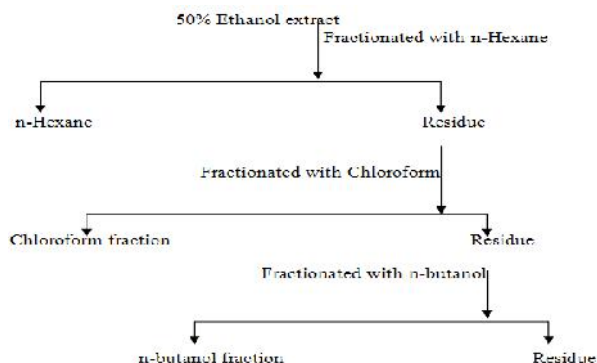 50% Ethanol extract
Fractionated with n-Hexane
n-Hexane
Residue
Fractionated with Chloroform
Chloroform fraction
Residue
Fractionated with n-butanol
n-butanol fraction
Residue